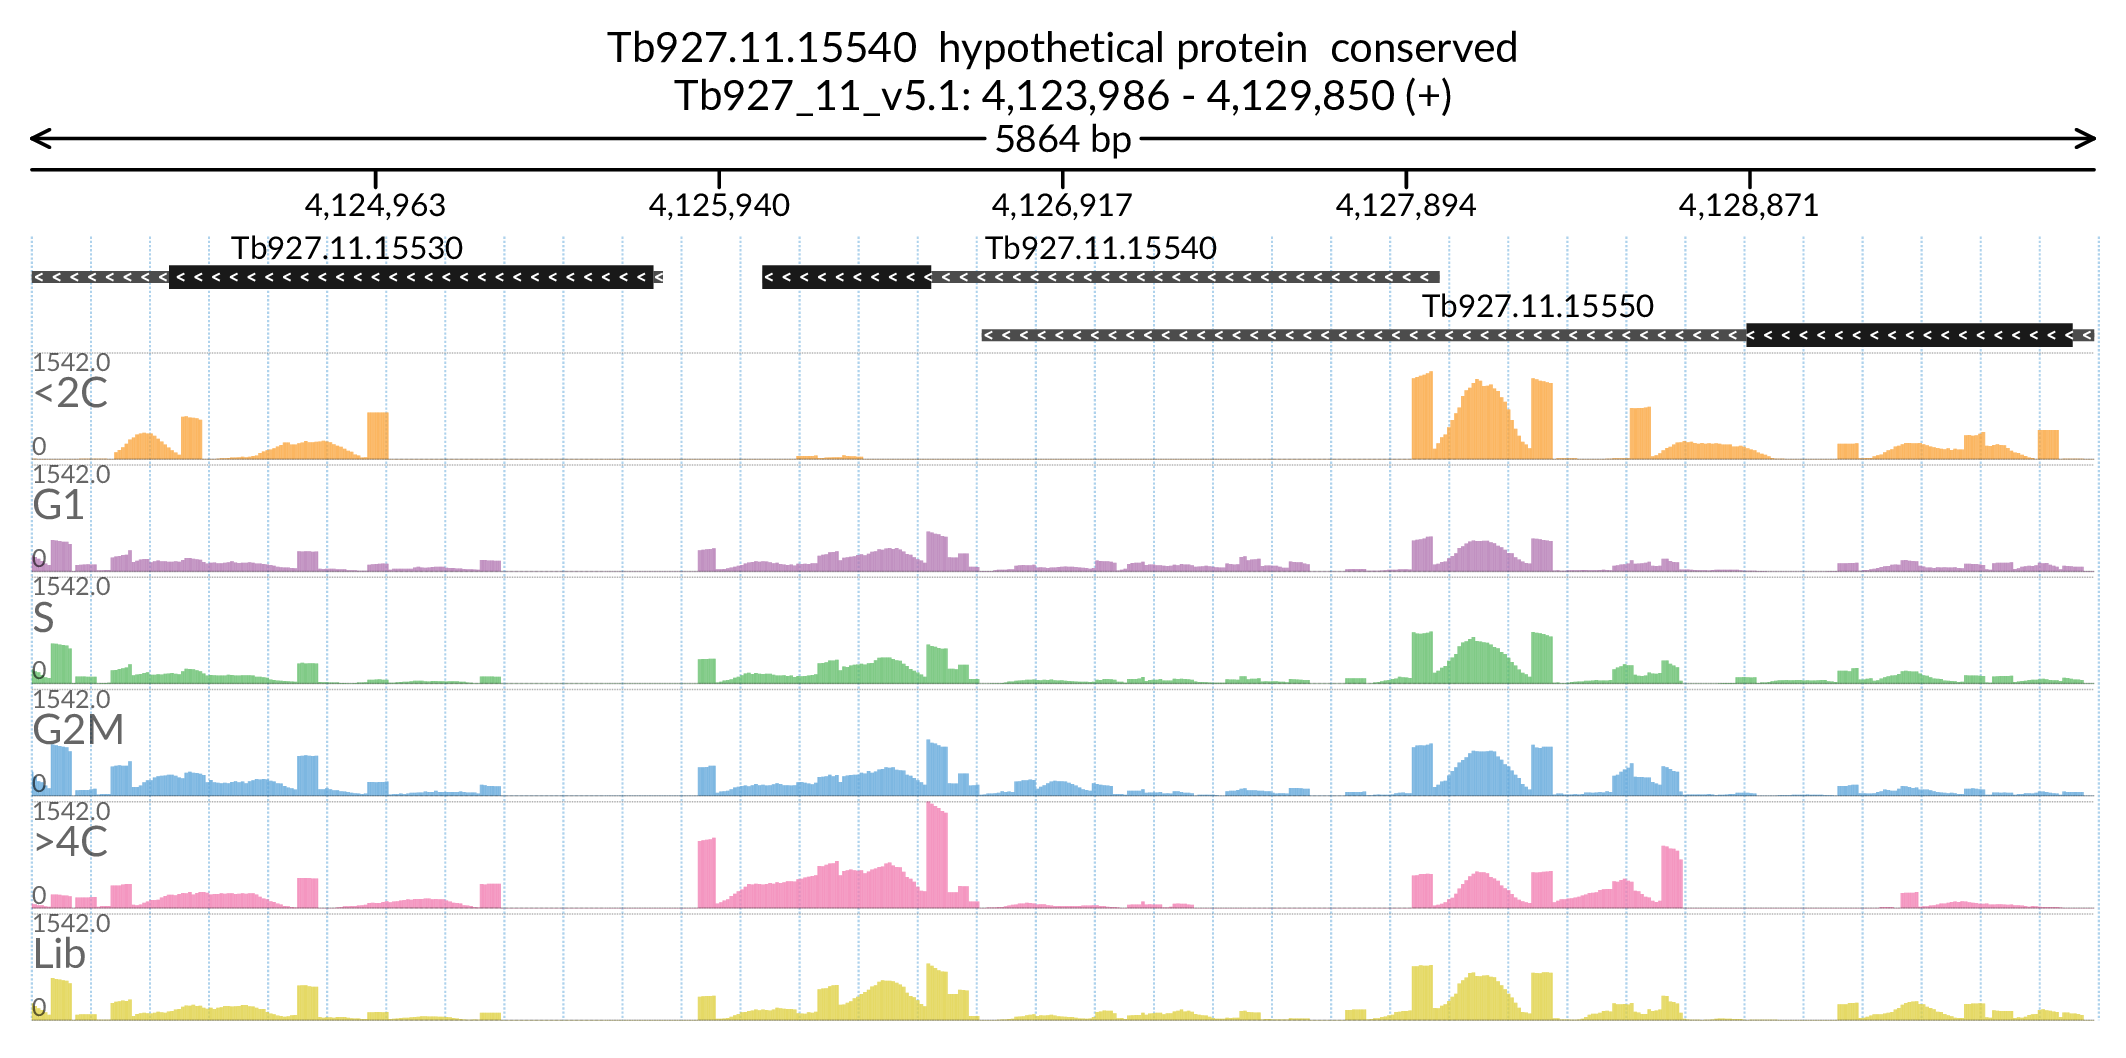 Tb927.11.15540  hypothetical protein  conserved
Tb927_11_v5.1: 4,123,986 - 4,129,850 (+)
5864 bp
4,124,963 4,125,940 4,126,917 4,127,894 4,128,871
Tb927.11.15530 Tb927.11.15540
Tb927.11.15550
1542.0
<2C
0
1542.0
G1
0
1542.0
S
0
1542.0
G2M
0
1542.0
>4C
0
1542.0
Lib
0